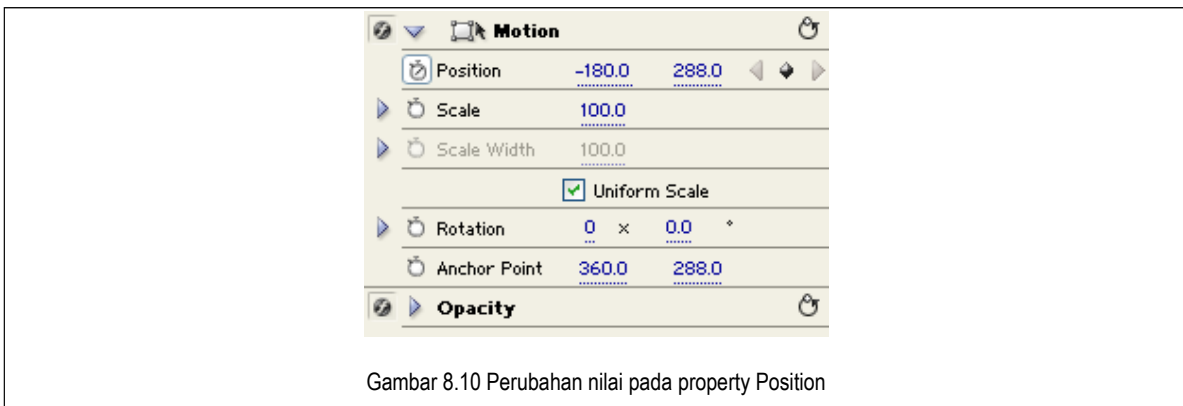 Motion
Position -180.0 288.0
Scale 100.0
Scale Width 100.0
Uniform Scale
Rotation 0 x 0.0 °
Anchor Point 360.0 288.0
Opacity
Gambar 8.10 Perubahan nilai pada property Position